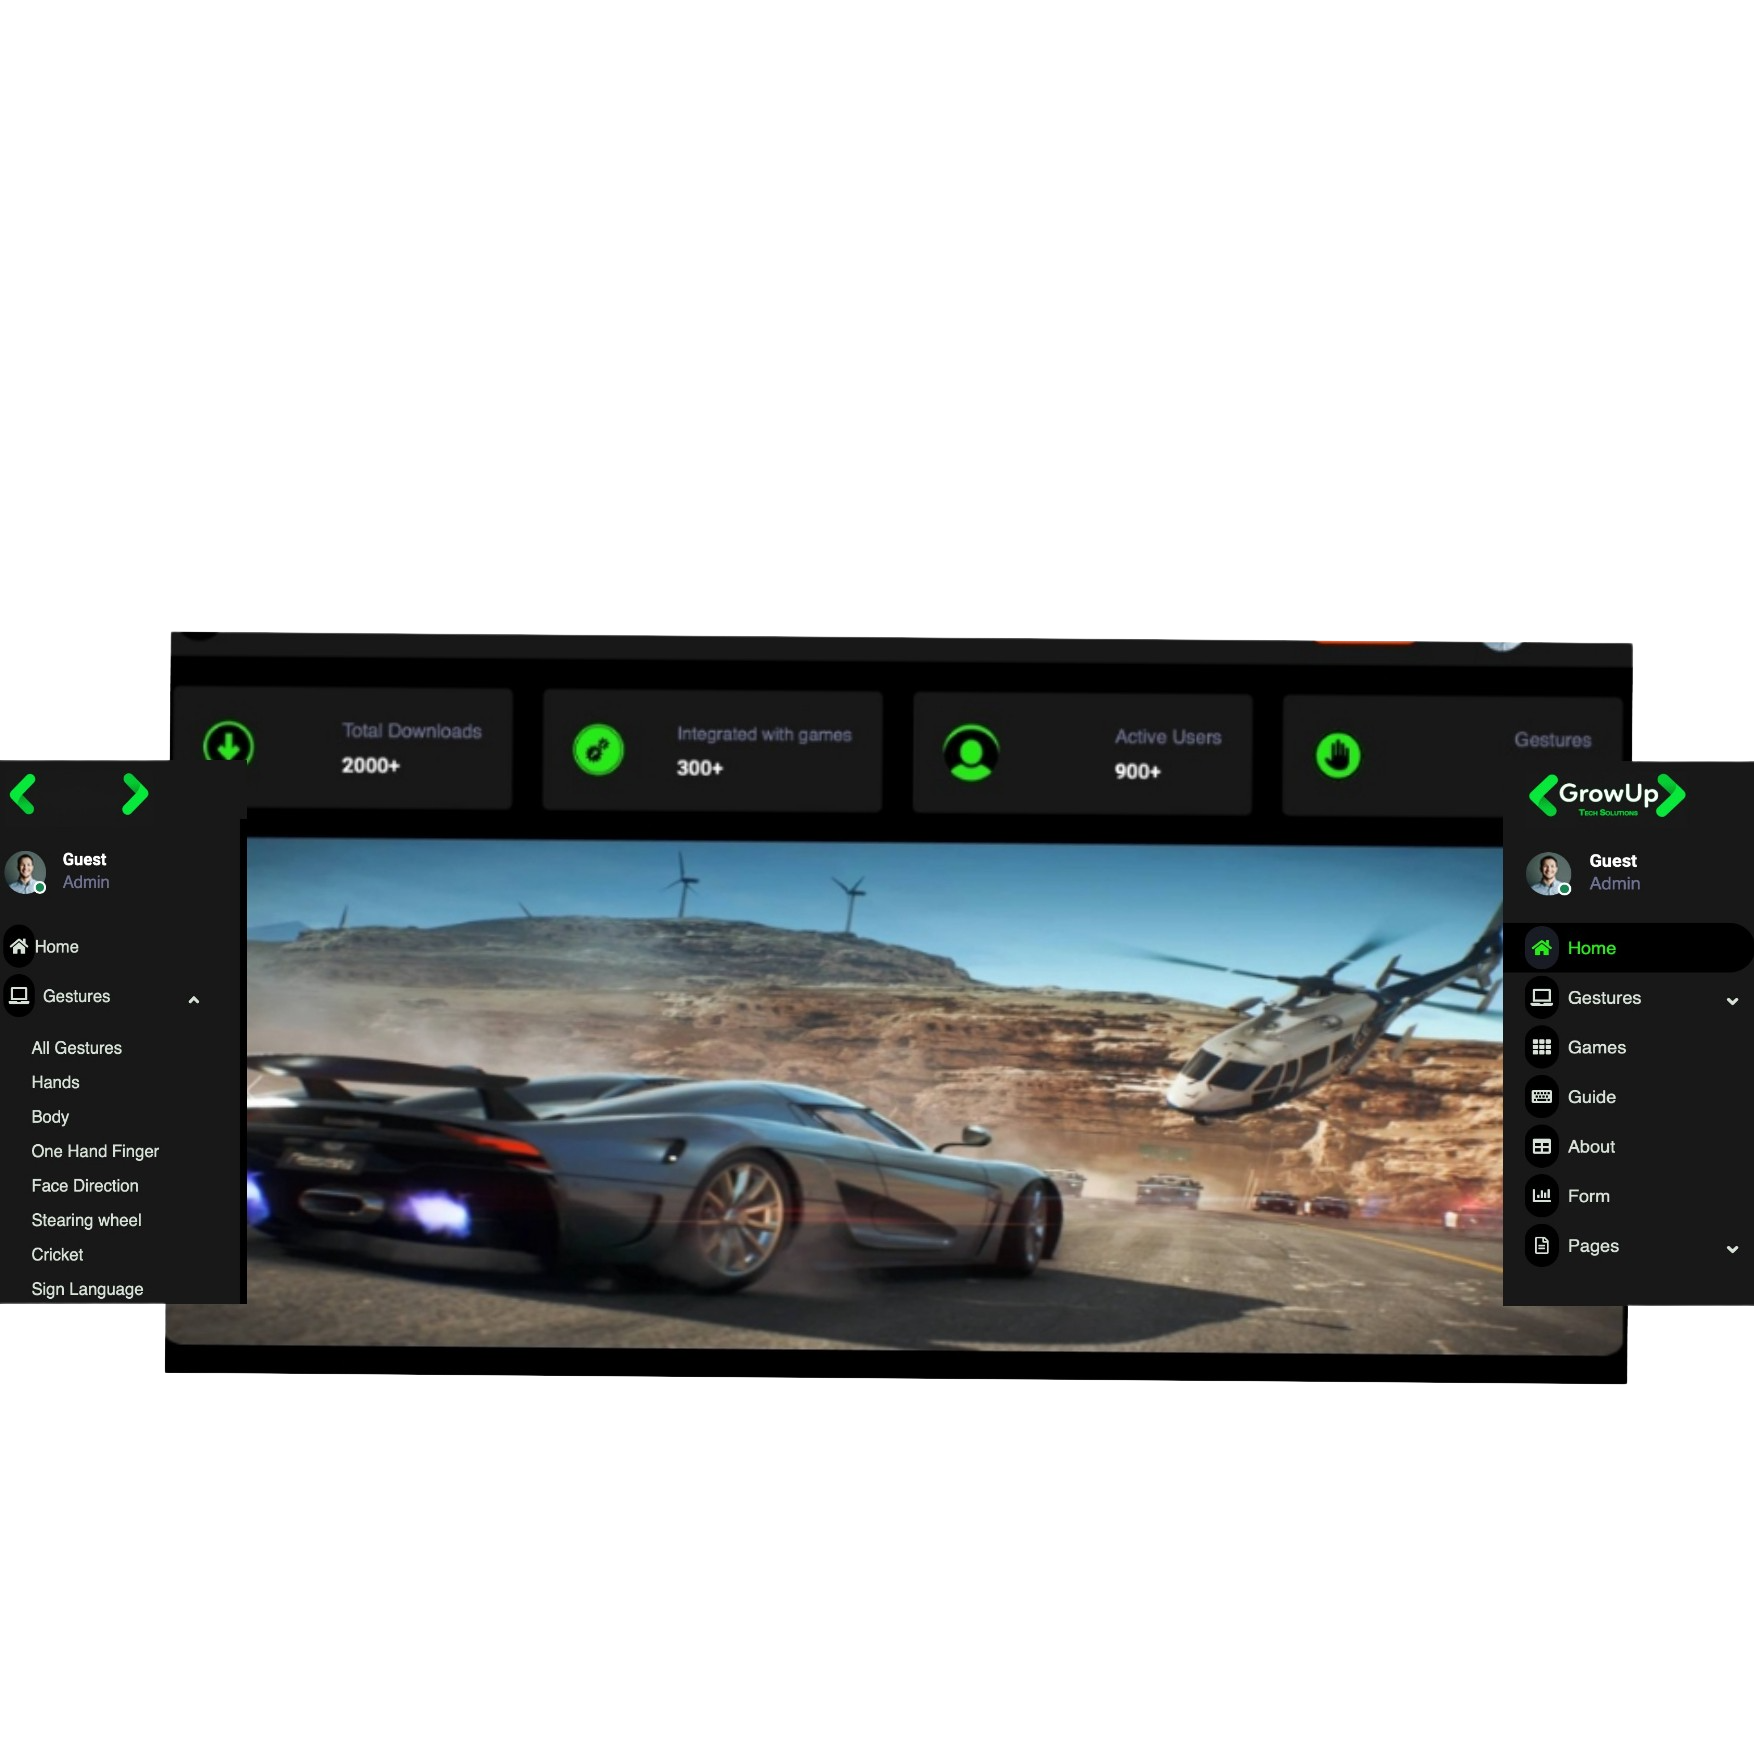 Total Downloads
2000+
Integrated with games
300+
Active Users
900+
Gestures
Guest
Admin
Home
Gestures
All Gestures
Hands
Body
One Hand Finger
Face Direction
Stearing wheel
Cricket
Sign Language
GrowUp
Tech Solutions
Guest
Admin
Home
Gestures
Games
Guide
About
Form
Pages